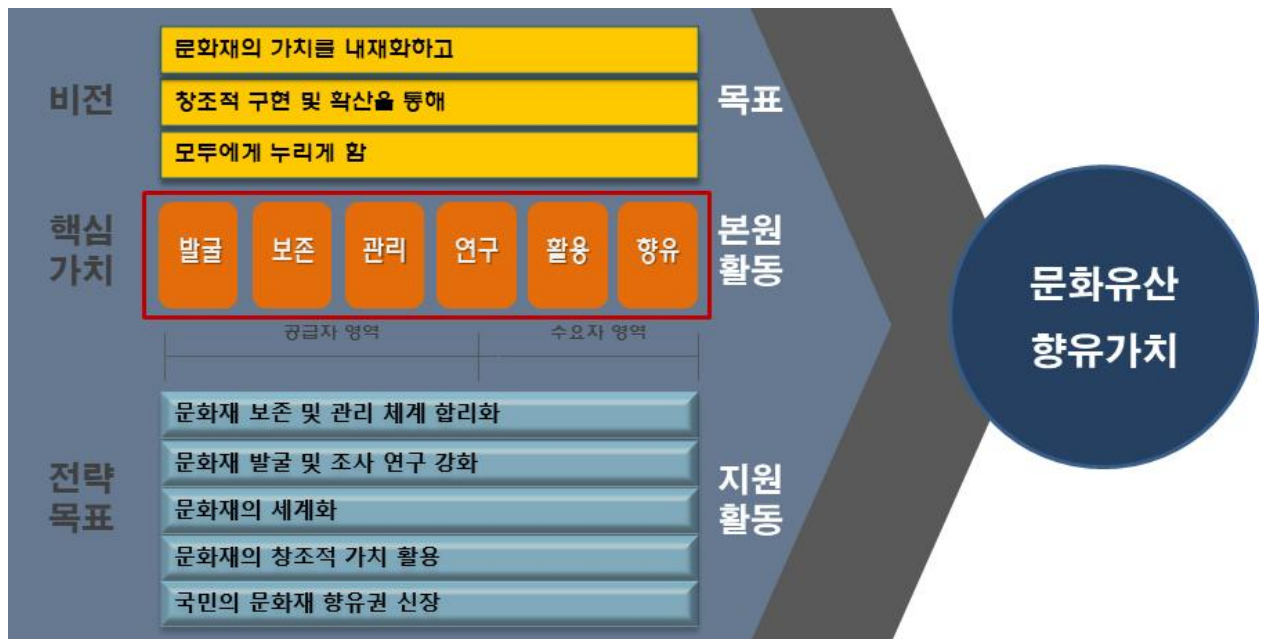 비전
문화재의 가치를 내재화하고
창조적 구현 및 확산을 통해
모두에게 누리게 함
목표
핵심
가치
발굴
보존
관리
연구
활용
향유
본원
활동
공급자 영역
수요자 영역
전략
목표
문화재 보존 및 관리 체계 합리화
문화재 발굴 및 조사 연구 강화
문화재의 세계화
문화재의 창조적 가치 활용
국민의 문화재 향유권 신장
지원
활동
문화유산
향유가치